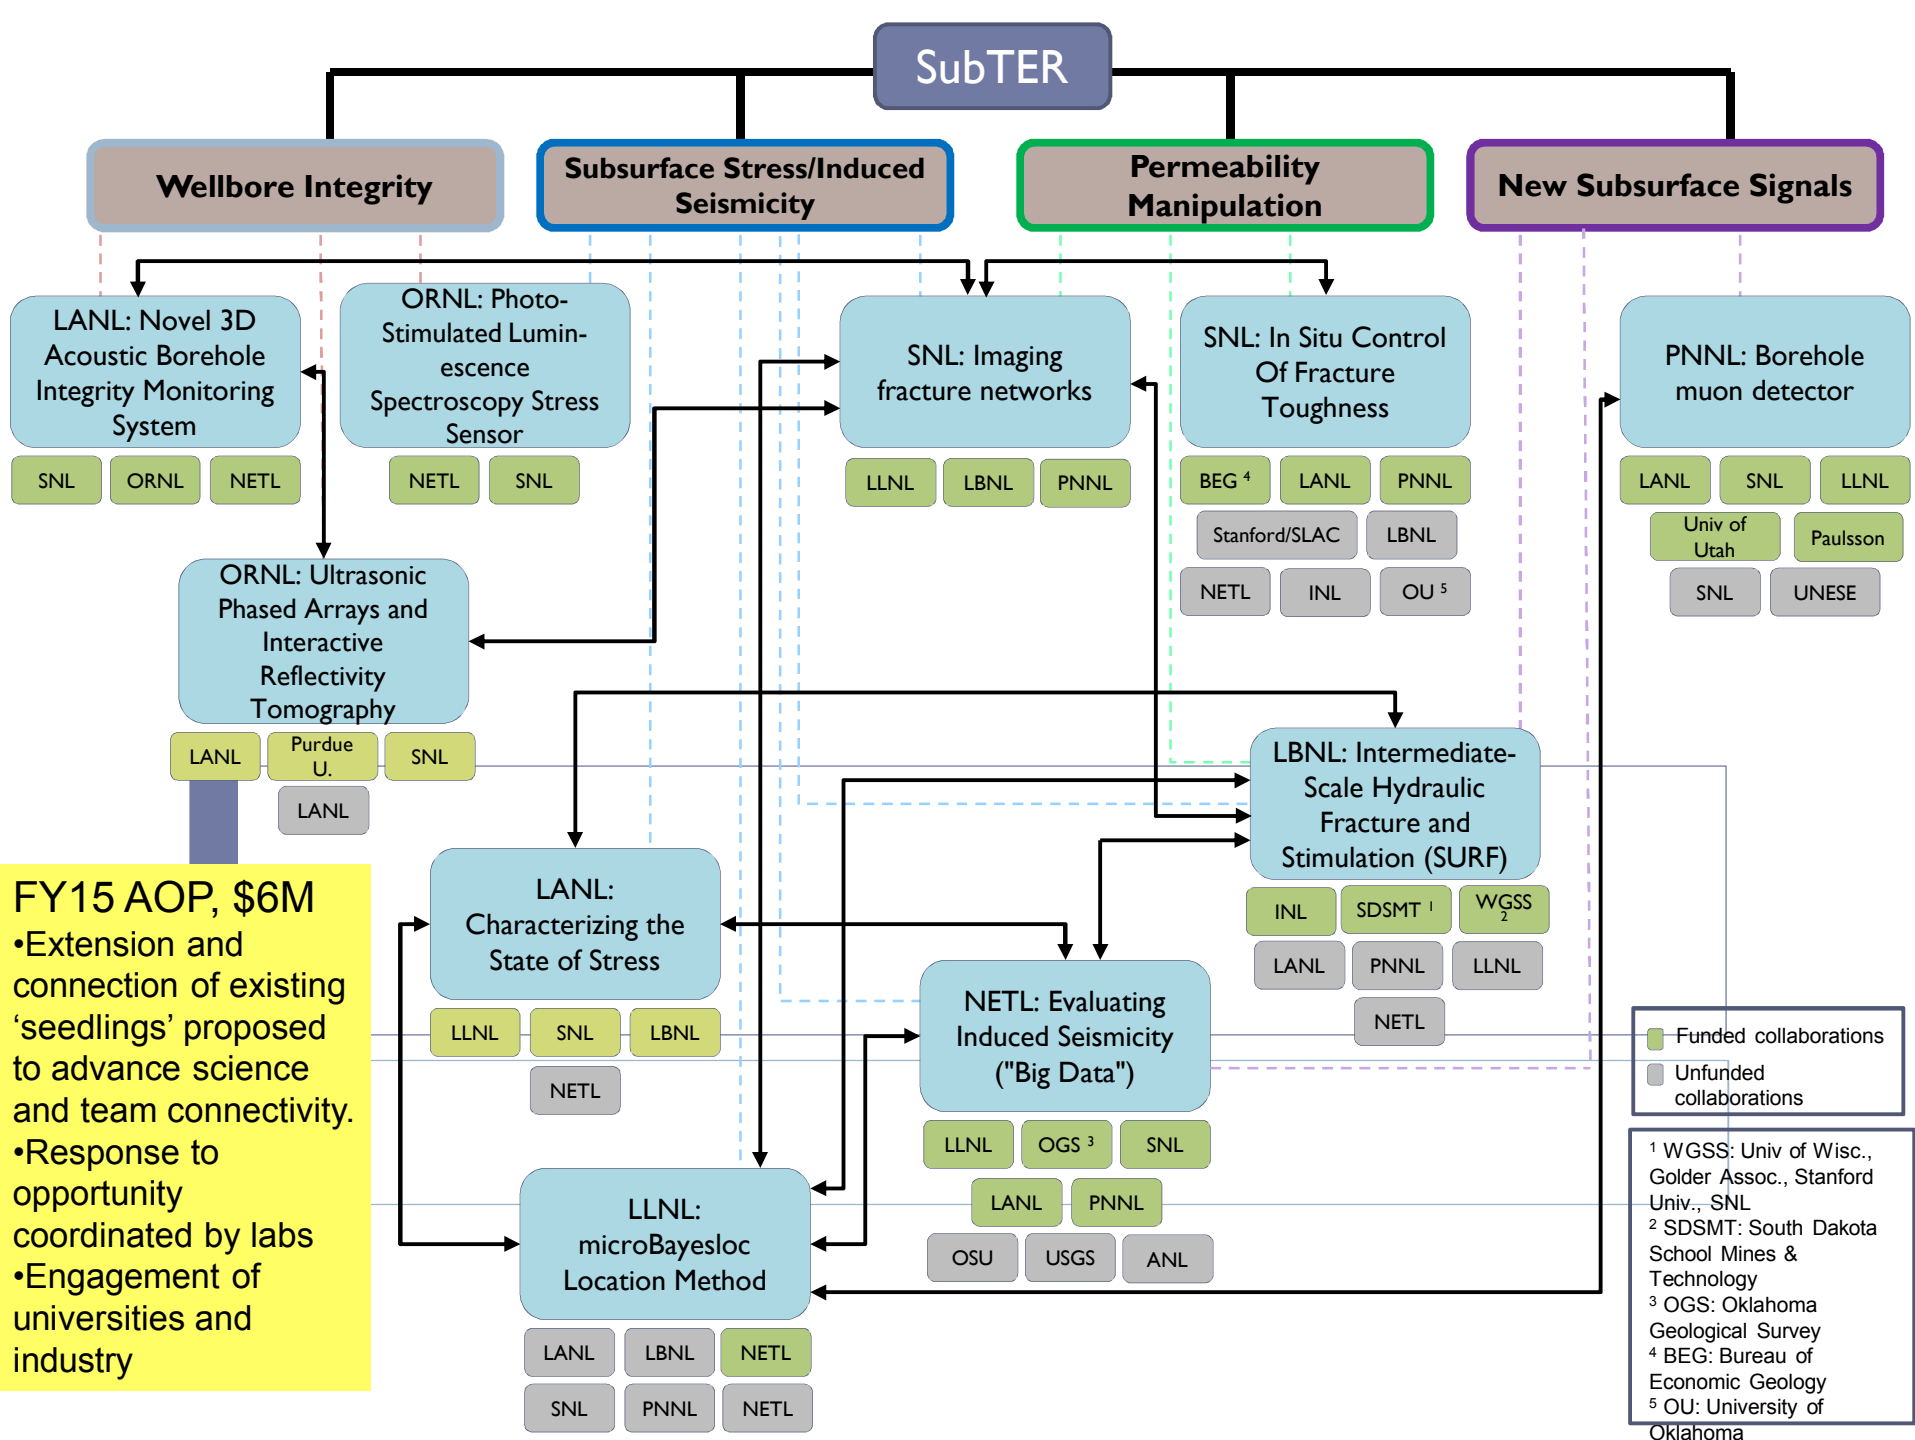 SubTER
Wellbore Integrity
Subsurface Stress/Induced
Seismicity
Permeability
Manipulation
New Subsurface Signals
LANL: Novel 3D
Acoustic Borehole
Integrity Monitoring
System
SNL
ORNL
NETL
ORNL: Photo-
Stimulated Lumin-
escence
Spectroscopy Stress
Sensor
NETL
SNL
SNL: Imaging
fracture networks
LLNL
LBNL
PNNL
SNL: In Situ Control
Of Fracture
Toughness
BEG 4
LANL
PNNL
Stanford/SLAC
LBNL
NETL
INL
OU 5
PNNL: Borehole
muon detector
LANL
SNL
LLNL
Univ of
Utah
Paulsson
SNL
UNESE
ORNL: Ultrasonic
Phased Arrays and
Interactive
Reflectivity
Tomography
LANL
Purdue
U.
SNL
LANL
LBNL: Intermediate-
Scale Hydraulic
Fracture and
Stimulation (SURF)
INL
SDSMT 1
WGSS
2
LANL
PNNL
LLNL
NETL
LANL:
Characterizing the
State of Stress
LLNL
SNL
LBNL
NETL
NETL: Evaluating
Induced Seismicity
("Big Data")
LLNL
OGS 3
SNL
LANL
PNNL
OSU
USGS
ANL
LLNL:
microBayesloc
Location Method
LANL
LBNL
NETL
SNL
PNNL
NETL
FY15 AOP, $6M
•Extension and
connection of existing
‘seedlings’ proposed
to advance science
and team connectivity.
•Response to
opportunity
coordinated by labs
•Engagement of
universities and
industry
Funded collaborations
Unfunded
collaborations
1 WGSS: Univ of Wisc.,
Golder Assoc., Stanford
Univ., SNL
2 SDSMT: South Dakota
School Mines &
Technology
3 OGS: Oklahoma
Geological Survey
4 BEG: Bureau of
Economic Geology
5 OU: University of
Oklahoma